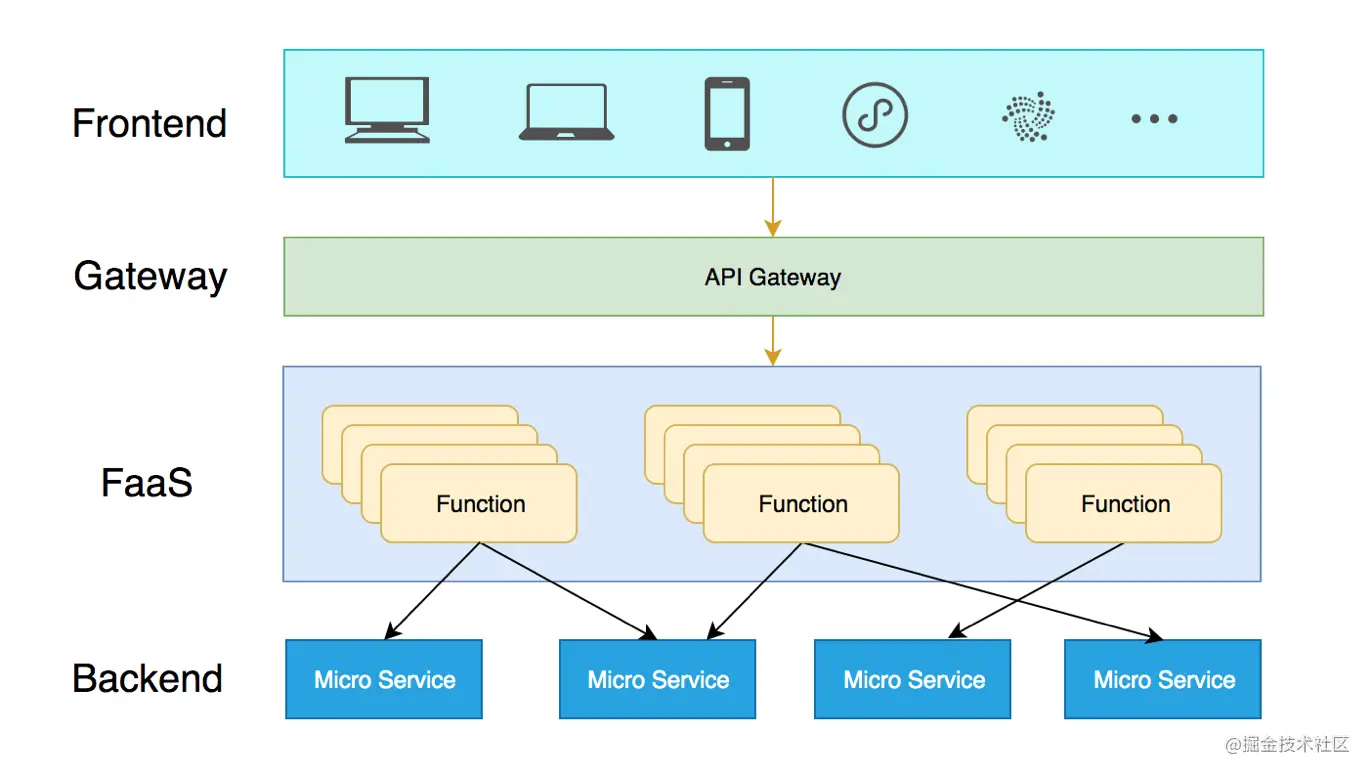 Frontend
Gateway
API Gateway
FaaS
Function
Function
Function
Backend
Micro Service
Micro Service
Micro Service
Micro Service
@掘金技术社区